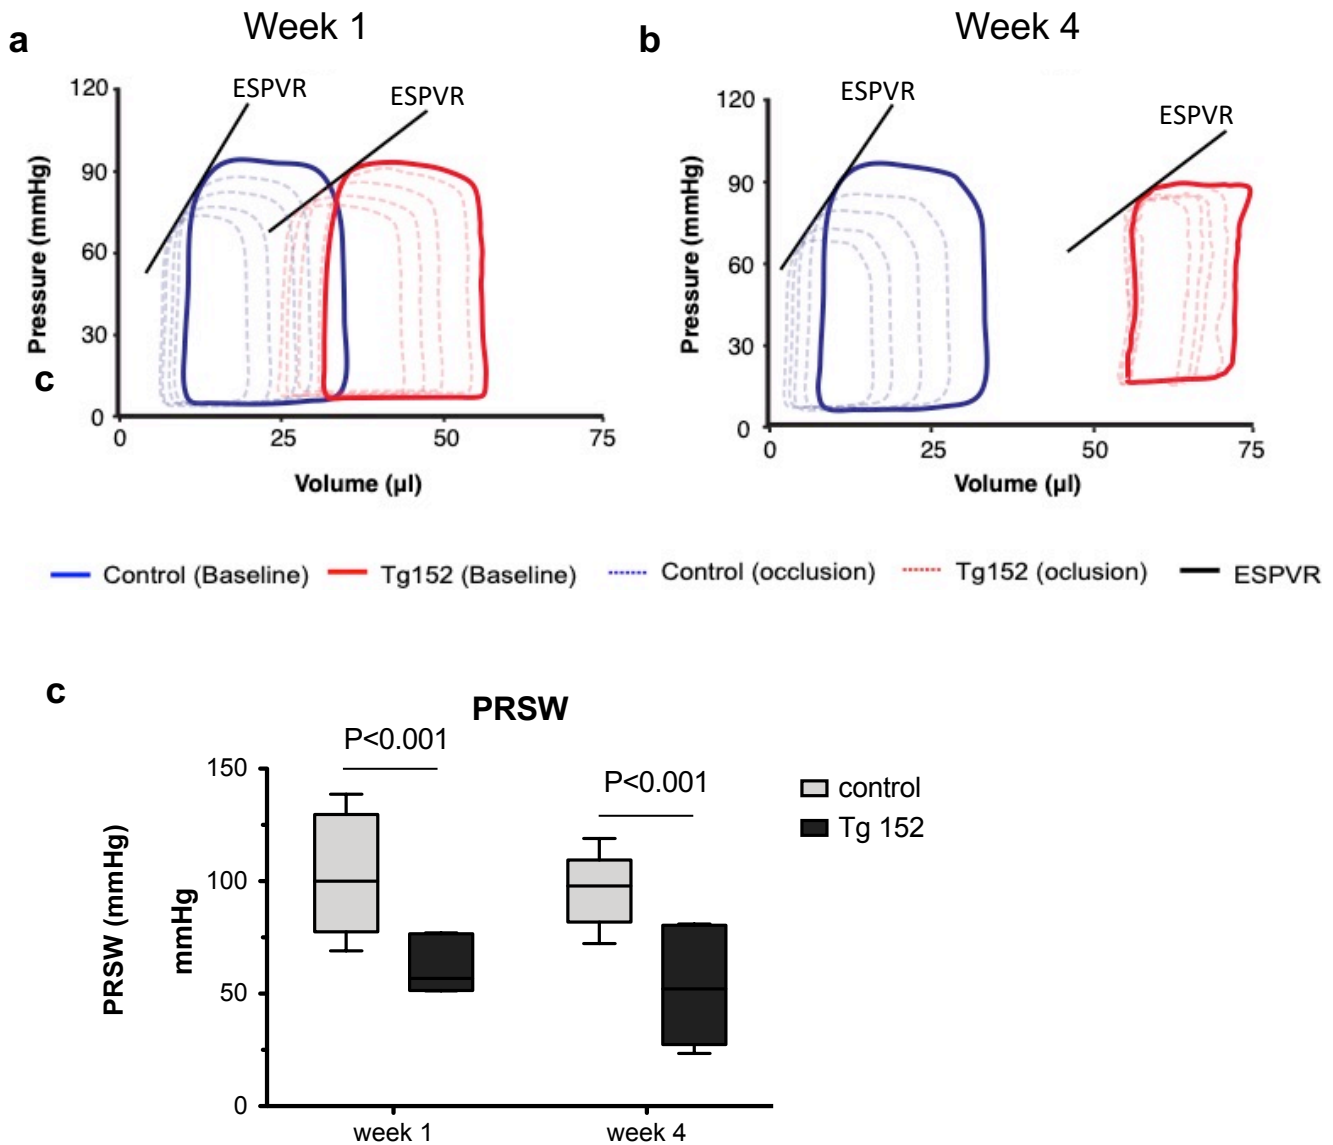 Week 1
Week 4
a
b
ESPVR
ESPVR
ESPVR
ESPVR
Pressure (mmHg)
120
90
60
30
0
0
25
50
75
Volume (µl)
c
Pressure (mmHg)
120
90
60
30
0
0
25
50
75
Volume (µl)
Control (Baseline)
Tg152 (Baseline)
Control (occlusion)
Tg152 (oclusion)
ESPVR
c
PRSW
P<0.001
P<0.001
PRSW (mmHg)
mmHg
150
100
50
0
week 1
week 4
control
Tg 152